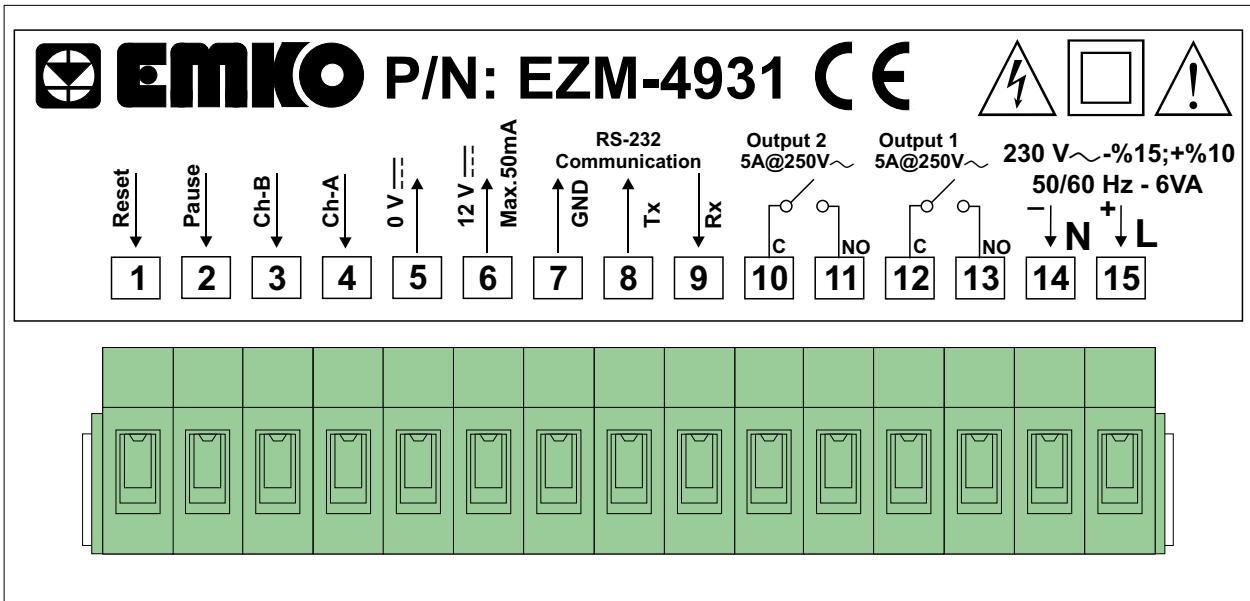 EMKO P/N: EZM-4931 CE
Reset
Pause
Ch-B
Ch-A
0 V
12 V
Max.50mA
RS-232
Communication
GND
Tx
Rx
Output 2
5A@250V~
C
NO
Output 1
5A@250V~
C
NO
230 V~-%15;+%10
50/60 Hz - 6VA
– N
+ L
1 2 3 4 5 6 7 8 9 10 11 12 13 14 15